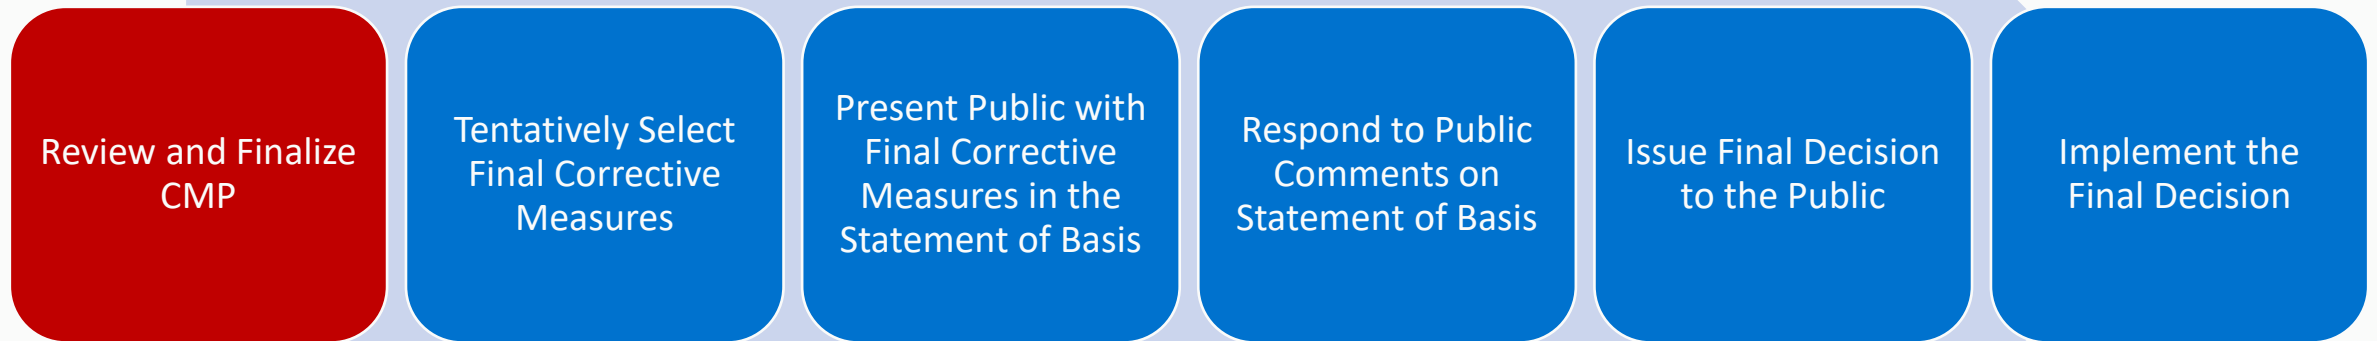 Review and Finalize
CMP
Tentatively Select
Final Corrective
Measures
Present Public with
Final Corrective
Measures in the
Statement of Basis
Respond to Public
Comments on
Statement of Basis
Issue Final Decision
to the Public
Implement the
Final Decision